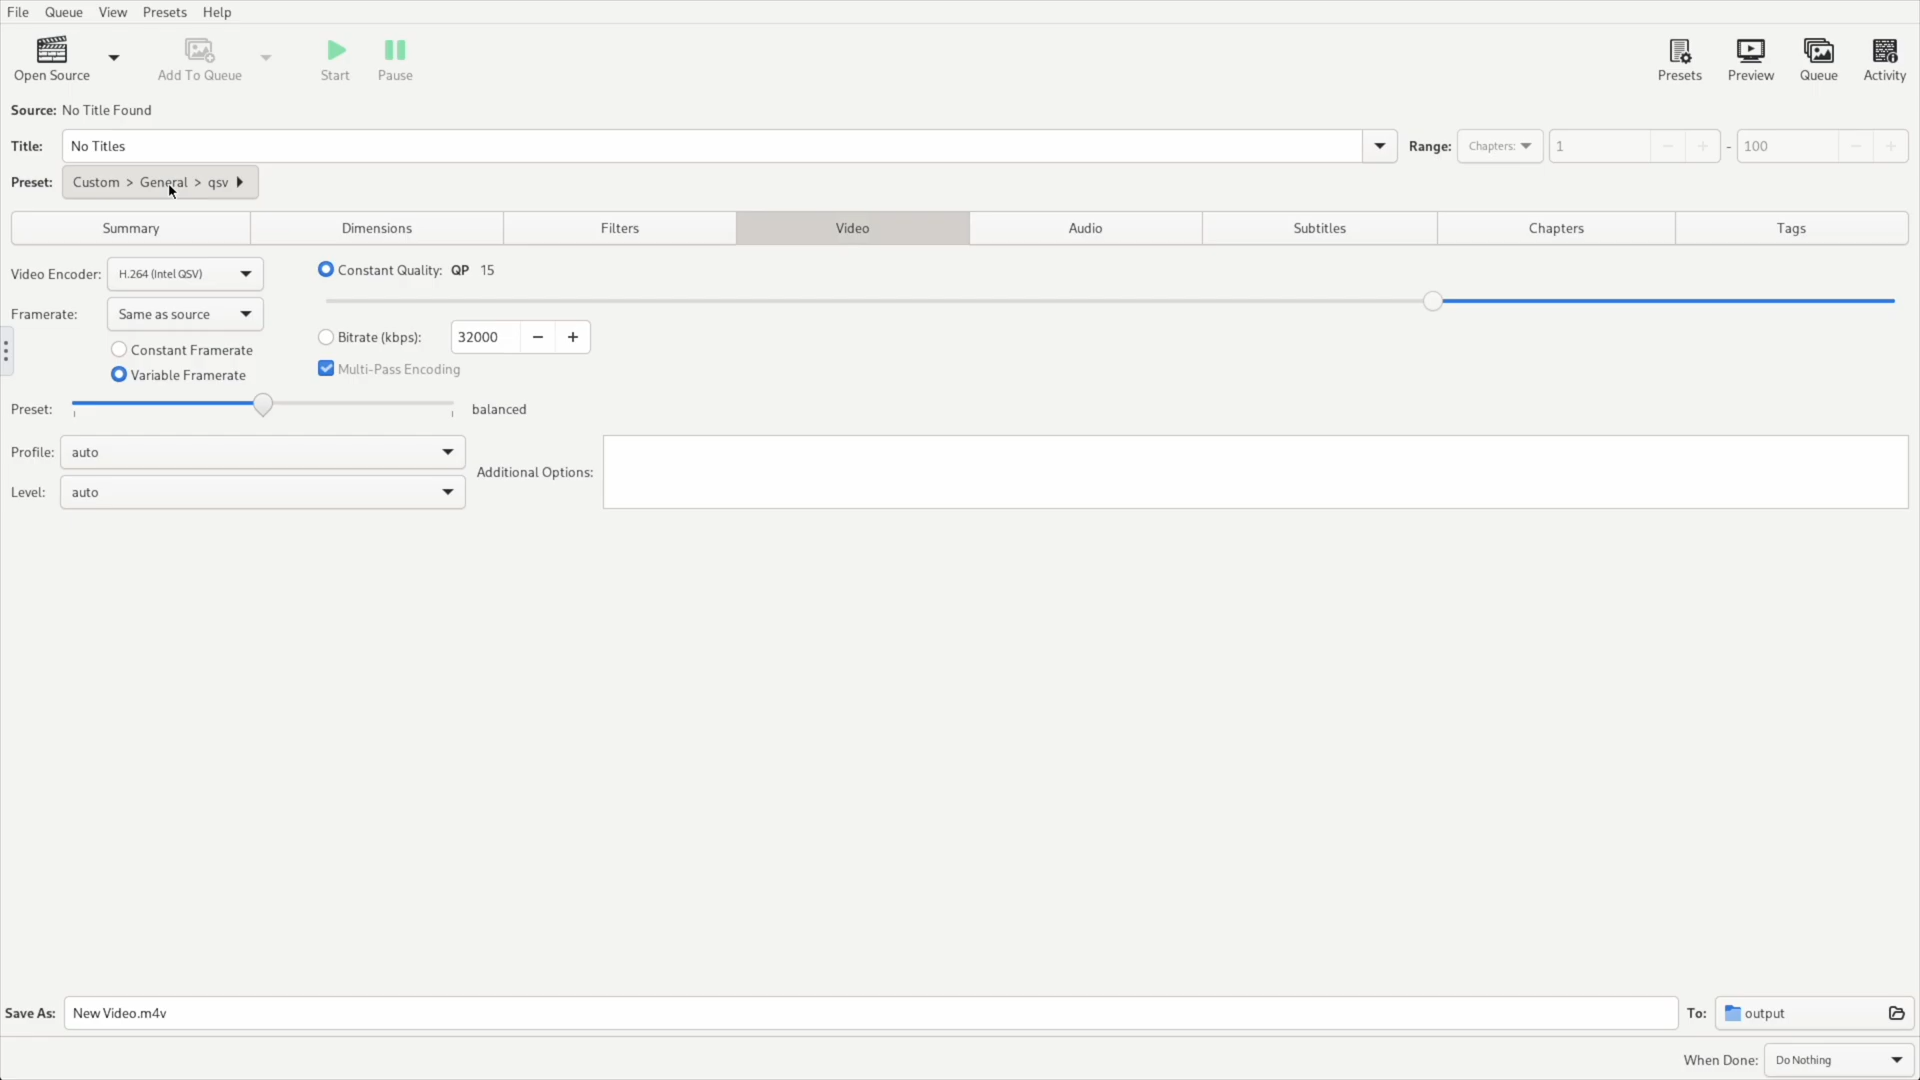 File Queue View Presets Help
Open Source Add To Queue Start Pause Presets Preview Queue Activity
Source: No Title Found
Title: No Titles Range: Chapters: 1 - 100
Preset: Custom > General > qsv
Summary Dimensions Filters Video Audio Subtitles Chapters Tags
Video Encoder: H.264 (Intel QSV) Constant Quality: QP 15
Framerate: Same as source
Bitrate (kbps): 32000 − +
Constant Framerate
Multi-Pass Encoding
Variable Framerate
Preset: balanced
Profile: auto
Additional Options:
Level: auto
Save As: New Video.m4v To: output
When Done: Do Nothing